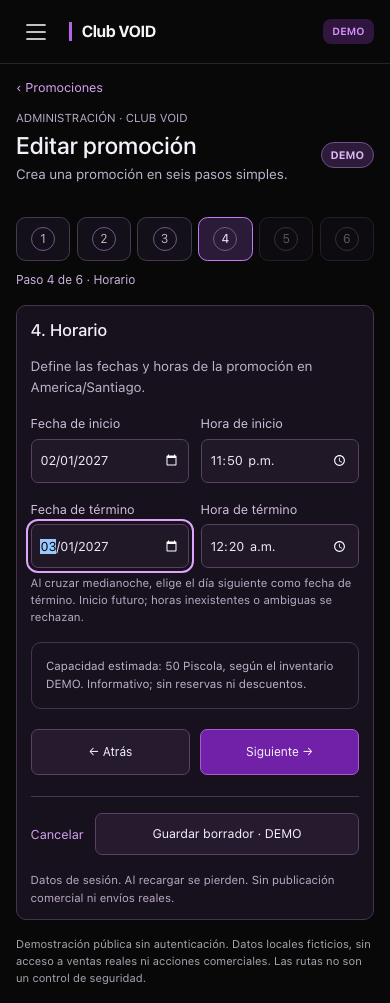 Club VOID
DEMO
‹ Promociones
ADMINISTRACIÓN · CLUB VOID
Editar promoción
DEMO
Crea una promoción en seis pasos simples.
1 2 3 4 5 6
Paso 4 de 6 · Horario
4. Horario
Define las fechas y horas de la promoción en
America/Santiago.
Fecha de inicio Hora de inicio
02/01/2027 11:50 p.m.
Fecha de término Hora de término
03/01/2027 12:20 a.m.
Al cruzar medianoche, elige el día siguiente como fecha de
término. Inicio futuro; horas inexistentes o ambiguas se
rechazan.
Capacidad estimada: 50 Piscola, según el inventario
DEMO. Informativo; sin reservas ni descuentos.
← Atrás Siguiente →
Cancelar Guardar borrador · DEMO
Datos de sesión. Al recargar se pierden. Sin publicación
comercial ni envíos reales.
Demostración pública sin autenticación. Datos locales ficticios, sin
acceso a ventas reales ni acciones comerciales. Las rutas no son
un control de seguridad.